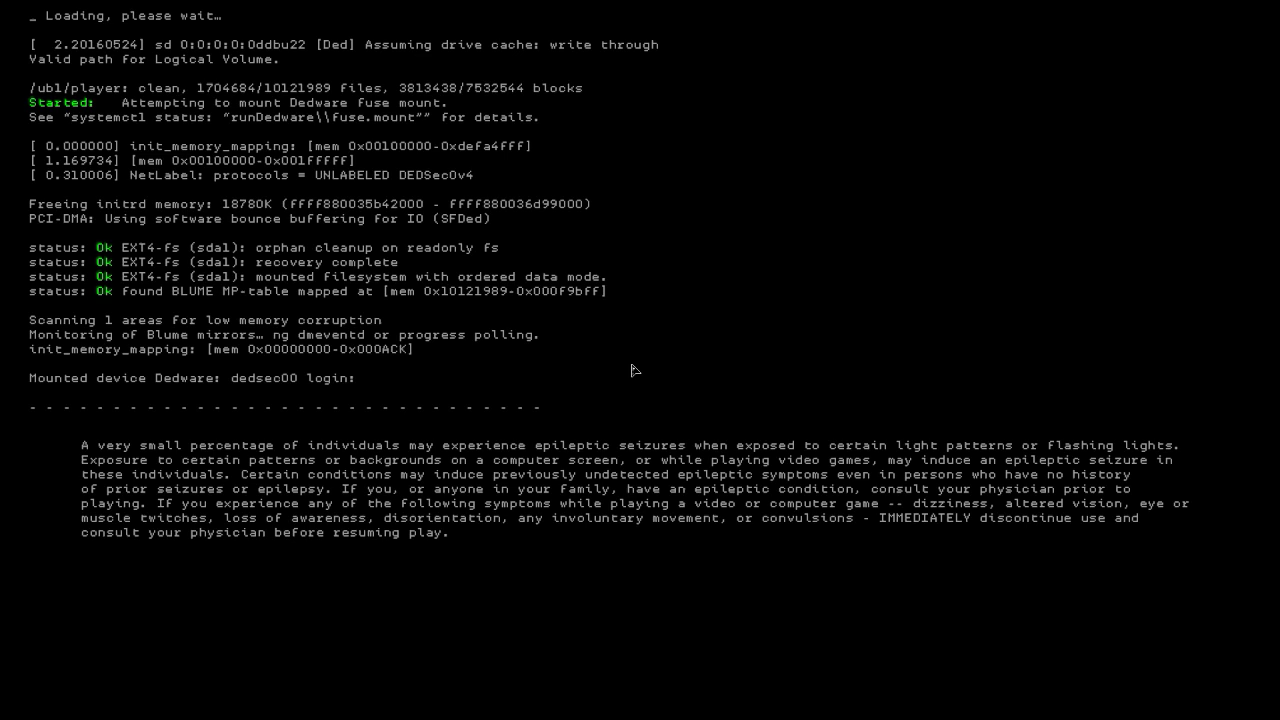 _ Loading, please wait…
[  2.20160524] sd 0:0:0:0:0ddbu22 [Ded] Assuming drive cache: write through
Valid path for Logical Volume.
/ubl/player: clean, 1704684/10121989 files, 3813438/7532544 blocks
Started:   Attempting to mount Dedware fuse mount.
See “systemctl status: “runDedware\\fuse.mount”” for details.
[ 0.000000] init_memory_mapping: [mem 0x00100000-0xdefa4fff]
[ 1.169734] [mem 0x00100000-0x001fffff]
[ 0.310006] NetLabel: protocols = UNLABELED DEDSec0v4
Freeing initrd memory: 18780K (ffff880035b42000 - ffff880036d99000)
PCI-DMA: Using software bounce buffering for IO (SFDed)
status: Ok EXT4-fs (sda1): orphan cleanup on readonly fs
status: Ok EXT4-fs (sda1): recovery complete
status: Ok EXT4-fs (sda1): mounted filesystem with ordered data mode.
status: Ok found BLUME MP-table mapped at [mem 0x10121989-0x000f9bff]
Scanning 1 areas for low memory corruption
Monitoring of Blume mirrors… ng dmeventd or progress polling.
init_memory_mapping: [mem 0x00000000-0x000ACK]
Mounted device Dedware: dedsec00 login:
- - - - - - - - - - - - - - - - - - - - - - - - - - - - - - -
A very small percentage of individuals may experience epileptic seizures when exposed to certain light patterns or flashing lights.
Exposure to certain patterns or backgrounds on a computer screen, or while playing video games, may induce an epileptic seizure in
these individuals. Certain conditions may induce previously undetected epileptic symptoms even in persons who have no history
of prior seizures or epilepsy. If you, or anyone in your family, have an epileptic condition, consult your physician prior to
playing. If you experience any of the following symptoms while playing a video or computer game -- dizziness, altered vision, eye or
muscle twitches, loss of awareness, disorientation, any involuntary movement, or convulsions - IMMEDIATELY discontinue use and
consult your physician before resuming play.